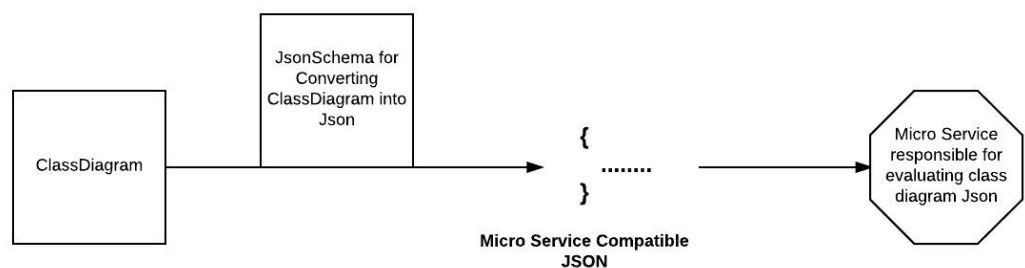 ClassDiagram
JsonSchema for
Converting
ClassDiagram into
Json
{
........
}
Micro Service Compatible
JSON
Micro Service
responsible for
evaluating class
diagram Json